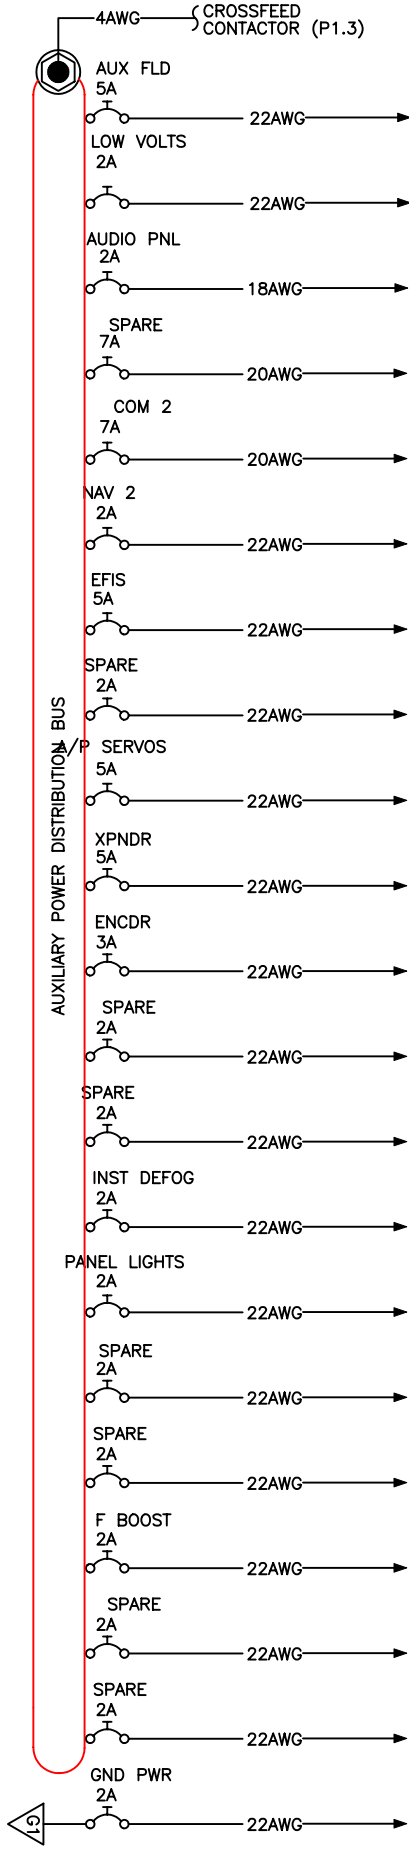 4AWG
CROSSFEED
CONTACTOR (P1.3)
AUX FLD
5A
22AWG
LOW VOLTS
2A
22AWG
AUDIO PNL
2A
18AWG
SPARE
7A
20AWG
COM 2
7A
20AWG
NAV 2
2A
22AWG
EFIS
5A
22AWG
SPARE
2A
22AWG
AUXILIARY POWER DISTRIBUTION BUS
A/P SERVOS
5A
22AWG
XPNDR
5A
22AWG
ENCDR
3A
22AWG
SPARE
2A
22AWG
SPARE
2A
22AWG
INST DEFOG
2A
22AWG
PANEL LIGHTS
2A
22AWG
SPARE
2A
22AWG
SPARE
2A
22AWG
F BOOST
2A
22AWG
SPARE
2A
22AWG
SPARE
2A
22AWG
GND PWR
2A
G1
22AWG